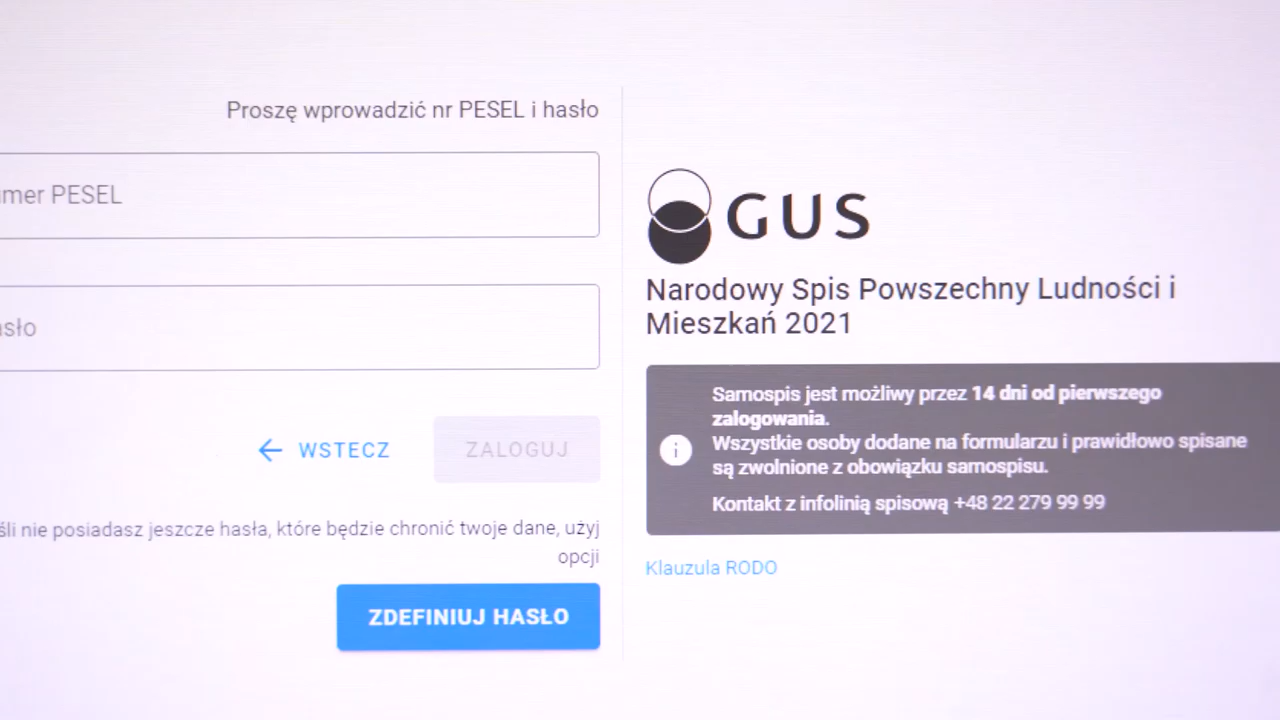 Proszę wprowadzić nr PESEL i hasło
PESEL
WSTECZ
ZALOGUJ
nie posiadasz jeszcze hasła, które będzie chronić twoje dane, użyj
opcji
ZDEFINIUJ HASŁO
GUS
Narodowy Spis Powszechny Ludności i
Mieszkań 2021
Samospis jest możliwy przez 14 dni od pierwszego
zalogowania.
Wszystkie osoby dodane na formularzu i prawidłowo spisane
są zwolnione z obowiązku samospisu.
Kontakt z infolinią spisową +48 22 279 99 99
Klauzula RODO